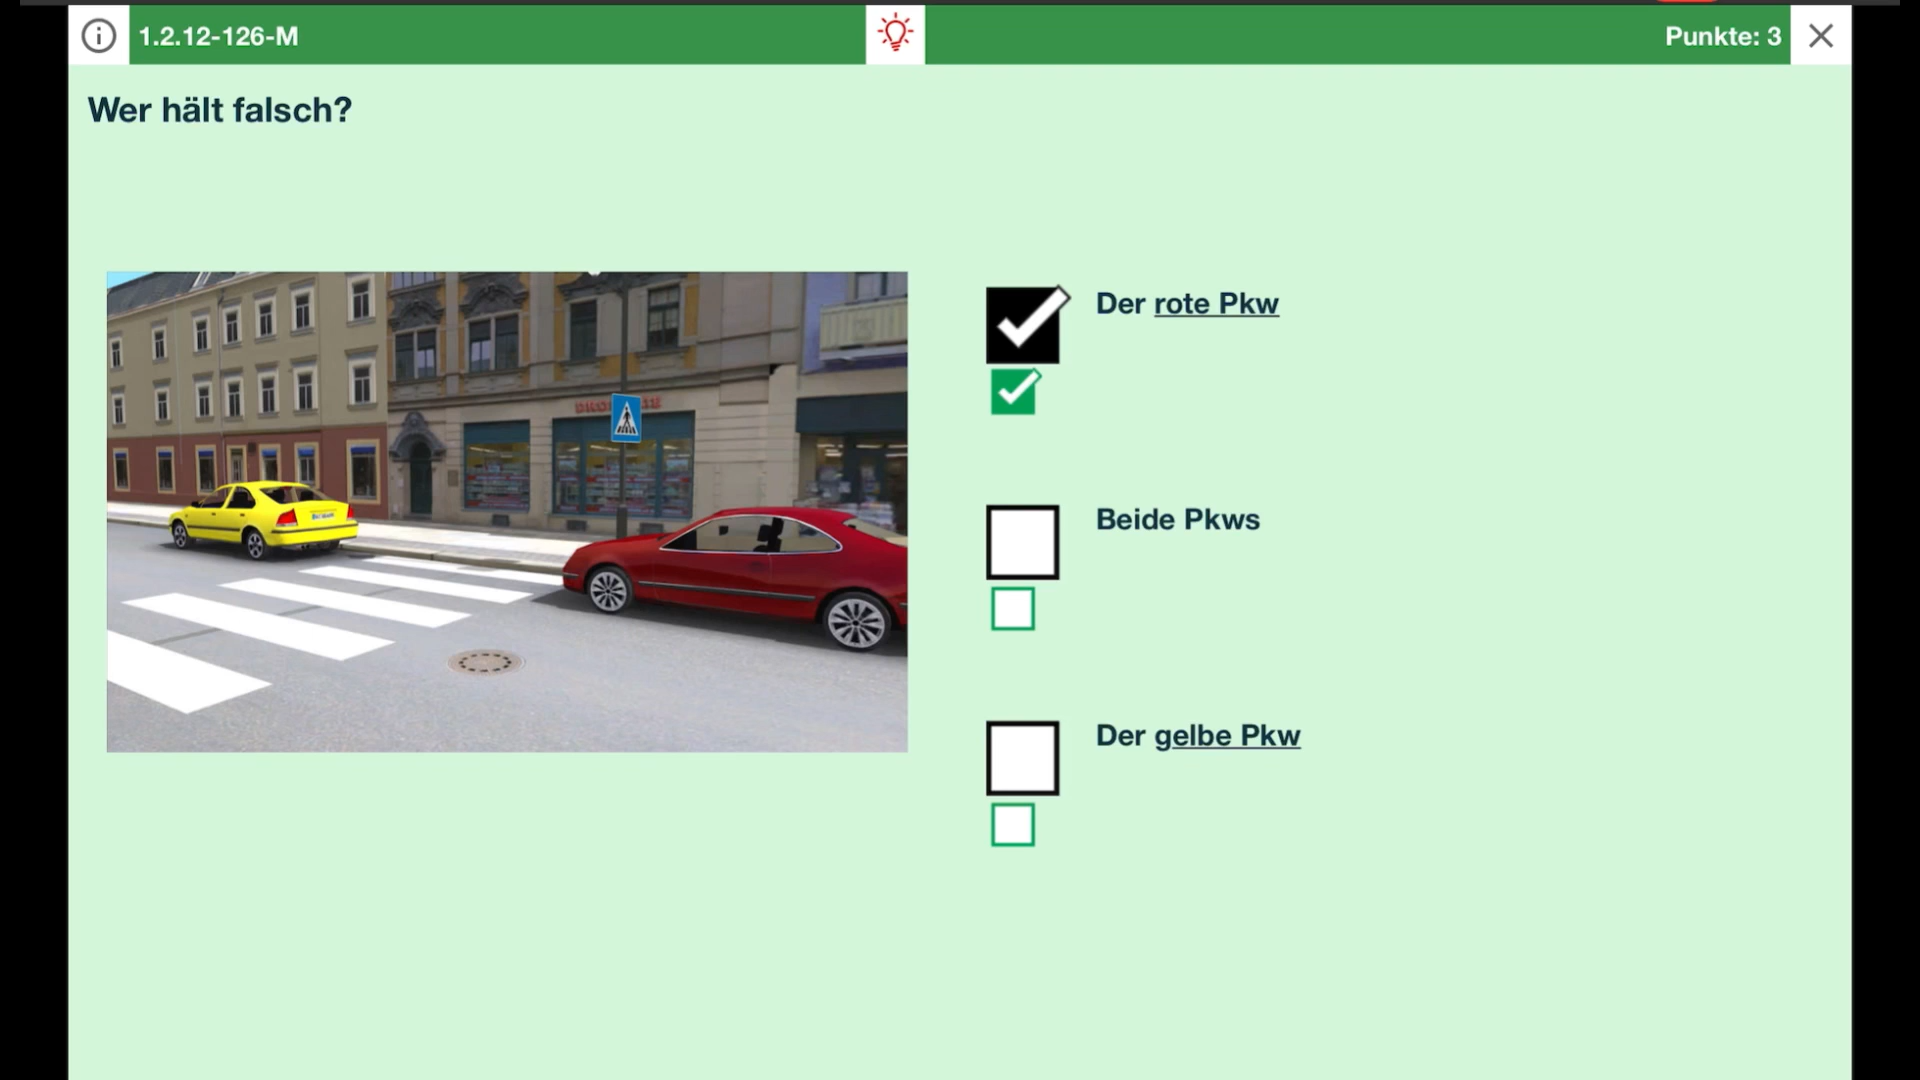 1.2.12-126-M
Punkte: 3
Wer hält falsch?
Der rote Pkw
Beide Pkws
Der gelbe Pkw